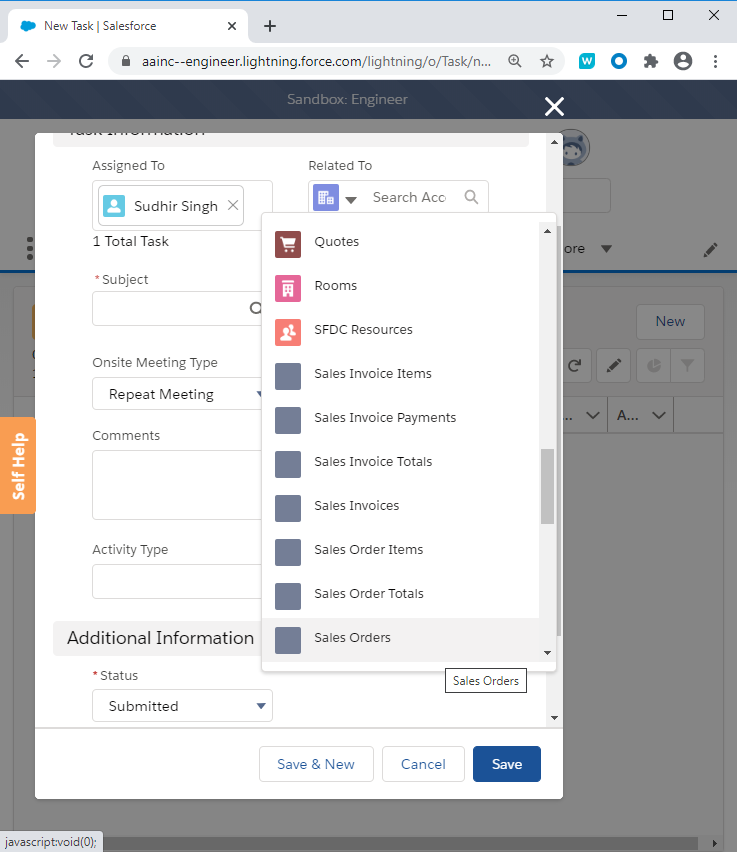 New Task | Salesforce
aainc--engineer.lightning.force.com/lightning/o/Task/n...
Sandbox: Engineer
Task Information
Assigned To
Related To
Sudhir Singh
Search Acc
1 Total Task
*Subject
Onsite Meeting Type
Repeat Meeting
Comments
Activity Type
Quotes
Rooms
SFDC Resources
Sales Invoice Items
Sales Invoice Payments
Sales Invoice Totals
Sales Invoices
Sales Order Items
Sales Order Totals
Sales Orders
Sales Orders
Additional Information
*Status
Submitted
Save & New
Cancel
Save
Self Help
ore
New
...
A...
javascript:void(0);